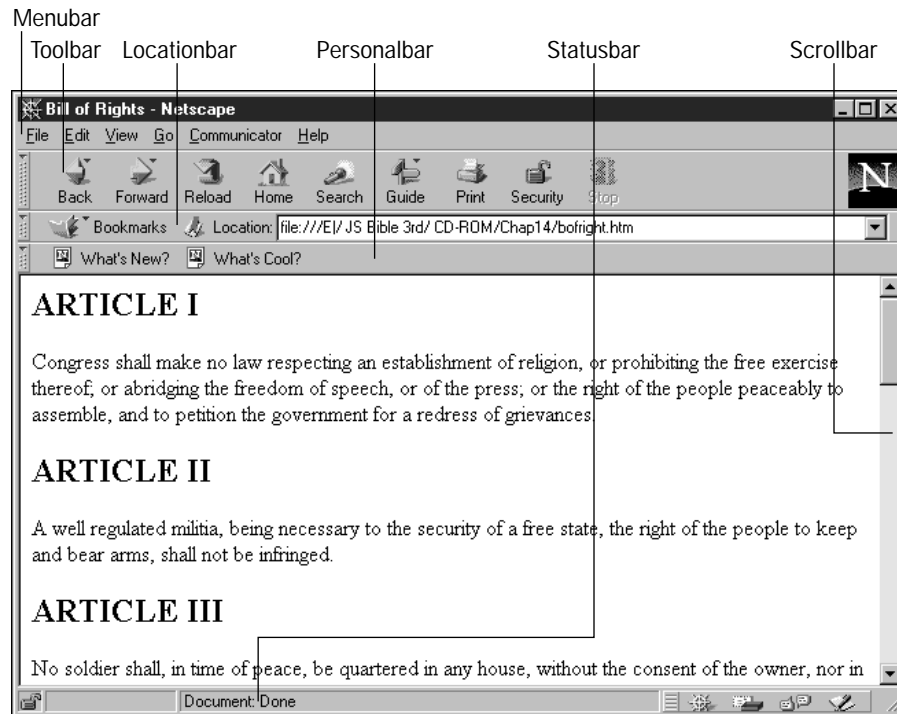 Menubar
Toolbar Locationbar Personalbar Statusbar Scrollbar
Bill of Rights - Netscape
File Edit View Go Communicator Help
Back Forward Reload Home Search Guide Print Security Stop
N
Bookmarks Location: file:///E|/ JS Bible 3rd/ CD-ROM/Chap14/bofright.htm
What's New? What's Cool?
ARTICLE I
Congress shall make no law respecting an establishment of religion, or prohibiting the free exercise
thereof; or abridging the freedom of speech, or of the press; or the right of the people peaceably to
assemble, and to petition the government for a redress of grievances.
ARTICLE II
A well regulated militia, being necessary to the security of a free state, the right of the people to keep
and bear arms, shall not be infringed.
ARTICLE III
No soldier shall, in time of peace, be quartered in any house, without the consent of the owner, nor in
Document: Done